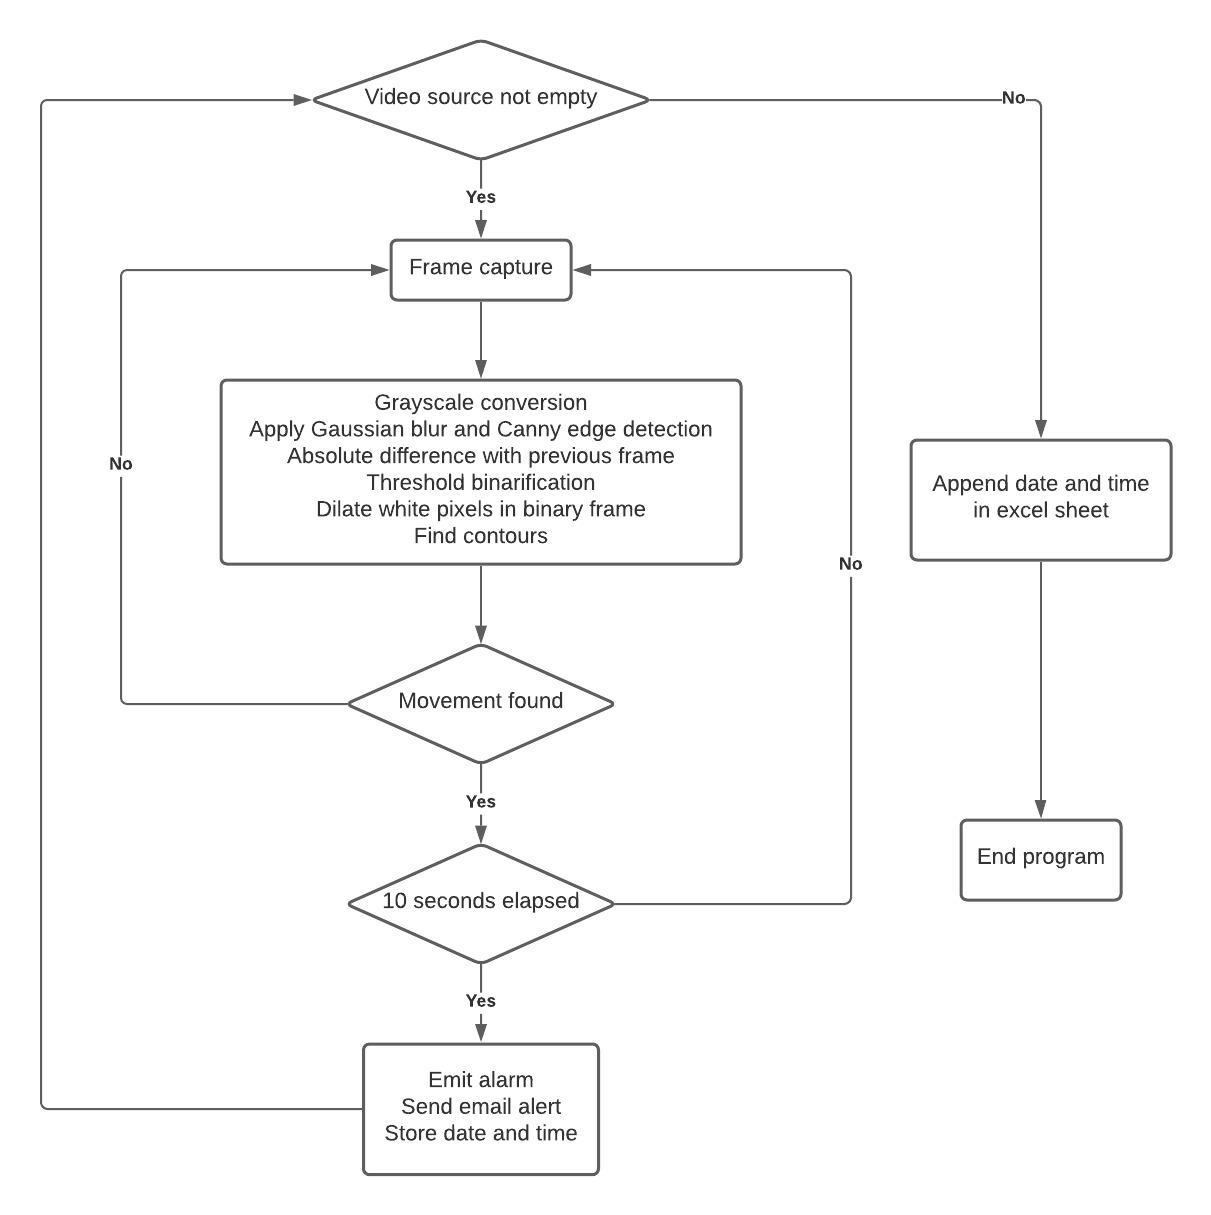 Video source not empty
No
Yes
Frame capture
Grayscale conversion
Apply Gaussian blur and Canny edge detection
Absolute difference with previous frame
Threshold binarification
Dilate white pixels in binary frame
Find contours
No
Append date and time
in excel sheet
No
Movement found
Yes
End program
10 seconds elapsed
Yes
Emit alarm
Send email alert
Store date and time